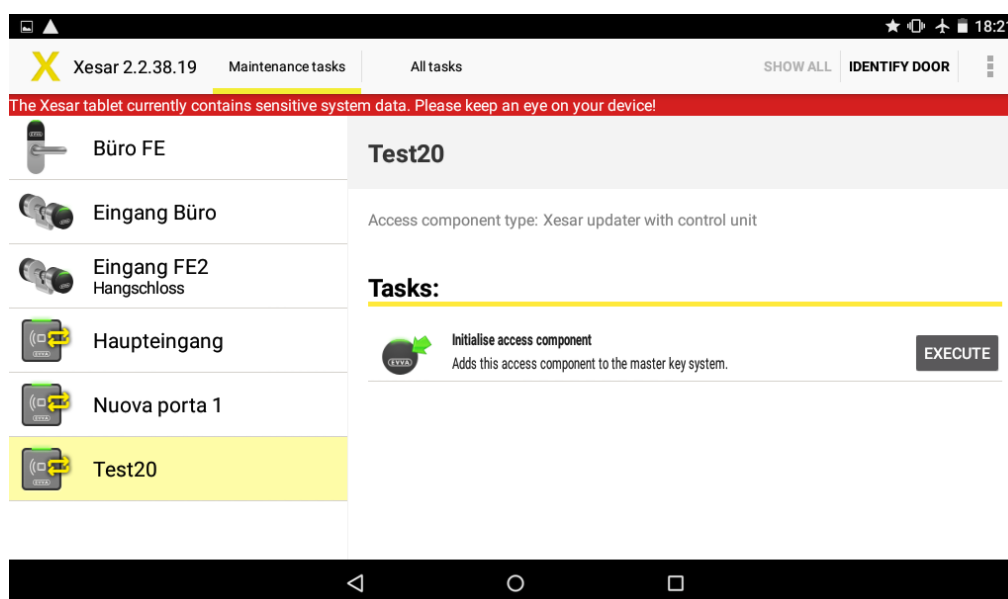 18:21
Xesar 2.2.38.19 Maintenance tasks All tasks SHOW ALL IDENTIFY DOOR
The Xesar tablet currently contains sensitive system data. Please keep an eye on your device!
Büro FE
Eingang Büro
Eingang FE2
Hangschloss
Haupteingang
Nuova porta 1
Test20
Test20
Access component type: Xesar updater with control unit
Tasks:
Initialise access component
Adds this access component to the master key system.
EXECUTE
EVVA